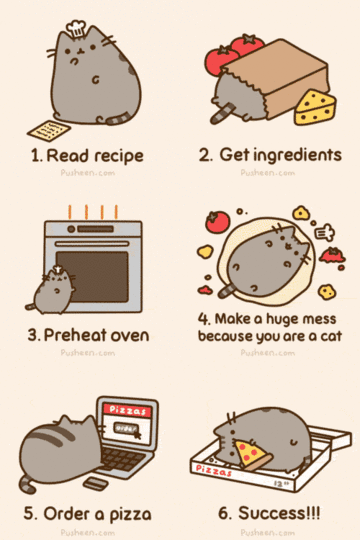 1. Read recipe
Pusheen.com
2. Get ingredients
Pusheen.com
3. Preheat oven
Pusheen.com
4. Make a huge mess
because you are a cat
Pusheen.com
Pizzas
order
5. Order a pizza
Pusheen.com
Pizzas
12"
6. Success!!!
Pusheen.com